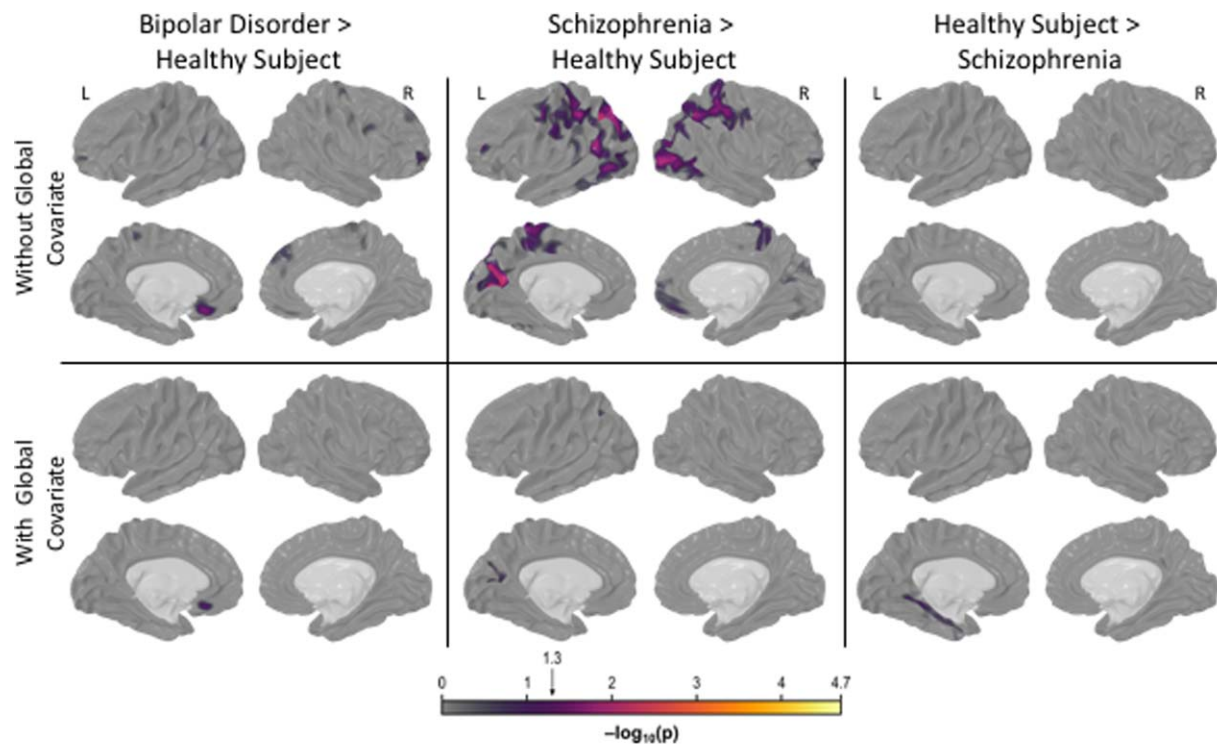 Bipolar Disorder >
Healthy Subject
Schizophrenia >
Healthy Subject
Healthy Subject >
Schizophrenia
L
R
L
R
L
R
Without Global
Covariate
With Global
Covariate
1.3
0 1 2 3 4 4.7
–log₁₀(p)